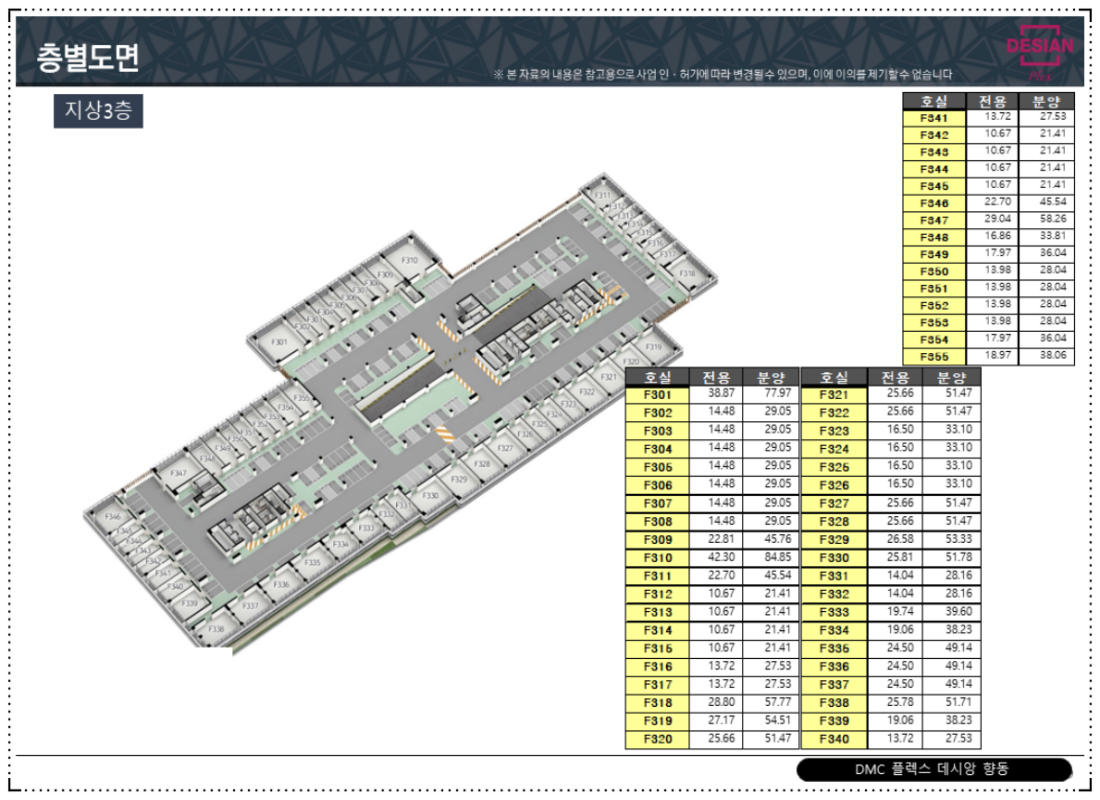 층별도면
※ 본 자료의 내용은 참고용으로 사업 인 · 허가에 따라 변경될 수 있으며, 이에 이의를 제기할 수 없습니다
DESIAN
Plex
지상3층
호실 전용 분양
F341 13.72 27.53
F342 10.67 21.41
F343 10.67 21.41
F344 10.67 21.41
F345 10.67 21.41
F346 22.70 45.54
F347 29.04 58.26
F348 16.86 33.81
F349 17.97 36.04
F350 13.98 28.04
F351 13.98 28.04
F352 13.98 28.04
F353 13.98 28.04
F354 17.97 36.04
F355 18.97 38.06
호실 전용 분양 호실 전용 분양
F301 38.87 77.97 F321 25.66 51.47
F302 14.48 29.05 F322 25.66 51.47
F303 14.48 29.05 F323 16.50 33.10
F304 14.48 29.05 F324 16.50 33.10
F305 14.48 29.05 F325 16.50 33.10
F306 14.48 29.05 F326 16.50 33.10
F307 14.48 29.05 F327 25.66 51.47
F308 14.48 29.05 F328 25.66 51.47
F309 22.81 45.76 F329 26.58 53.33
F310 42.30 84.85 F330 25.81 51.78
F311 22.70 45.54 F331 14.04 28.16
F312 10.67 21.41 F332 14.04 28.16
F313 10.67 21.41 F333 19.74 39.60
F314 10.67 21.41 F334 19.06 38.23
F315 10.67 21.41 F335 24.50 49.14
F316 13.72 27.53 F336 24.50 49.14
F317 13.72 27.53 F337 24.50 49.14
F318 28.80 57.77 F338 25.78 51.71
F319 27.17 54.51 F339 19.06 38.23
F320 25.66 51.47 F340 13.72 27.53
F311
F312
F313
F314
F315
F316
F317
F318
F310
F309
F301
F302
F303
F304
F305
F306
F319
F320
F321
F322
F323
F324
F325
F326
F327
F328
F329
F330
F331
F332
F333
F334
F335
F336
F337
F338
F339
F340
F341
F342
F343
F346
F347
F348
F349
F350
F353
F354
F355
DMC 플렉스 데시앙 향동